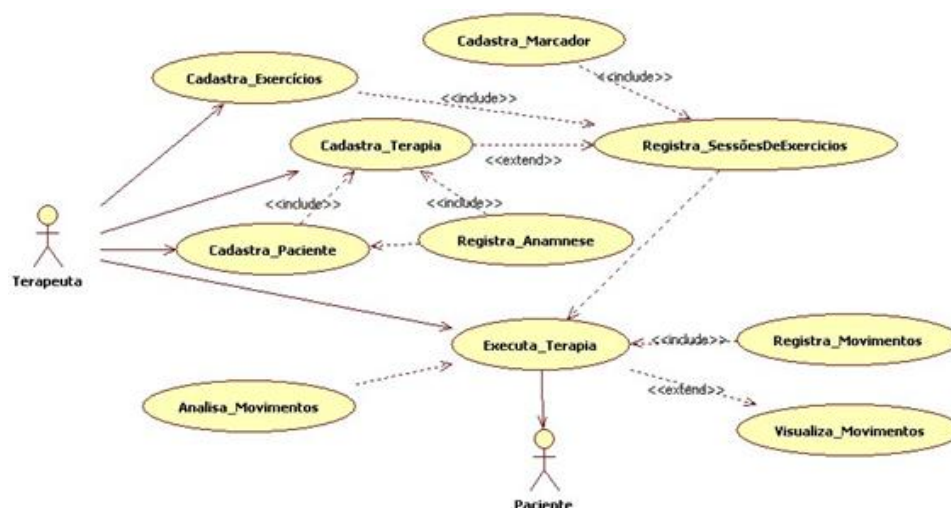 Cadastra_Marcador
Cadastra_Exercícios
<<include>>
<<include>>
Cadastra_Terapia
<<extend>>
Registra_SessõesDeExercicios
<<include>>
<<include>>
Cadastra_Paciente
Registra_Anamnese
Terapeuta
Executa_Terapia
<<include>>
Registra_Movimentos
Analisa_Movimentos
<<extend>>
Visualiza_Movimentos
Paciente